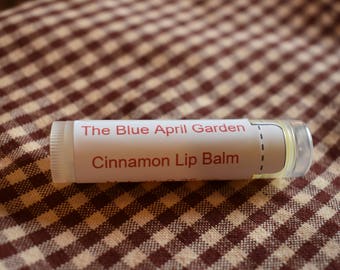 The Blue April Garden
Cinnamon Lip Balm